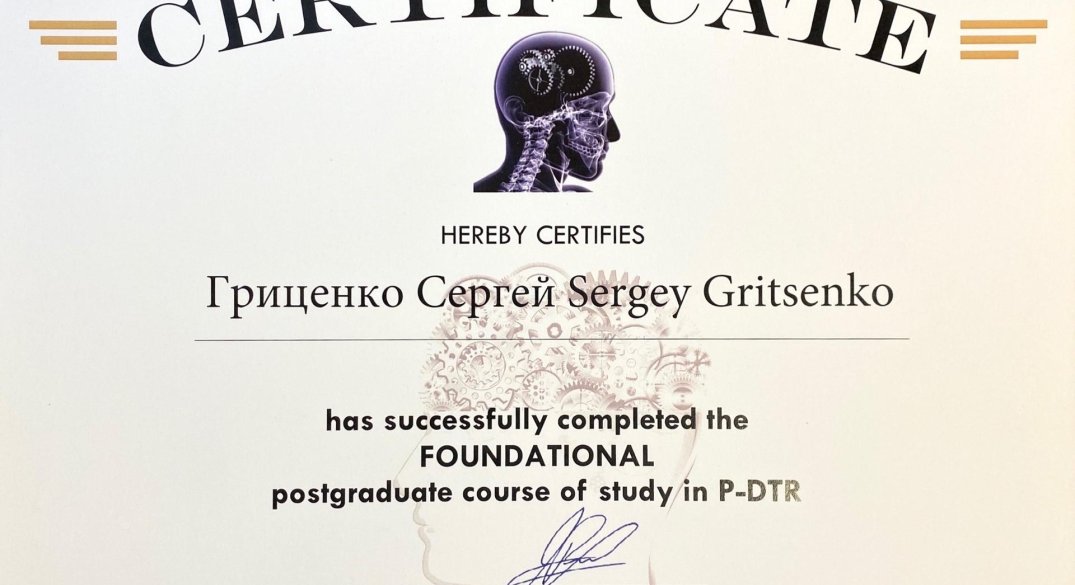 CERTIFICATE
HEREBY CERTIFIES
Гриценко Сергей Sergey Gritsenko
has successfully completed the
FOUNDATIONAL
postgraduate course of study in P-DTR